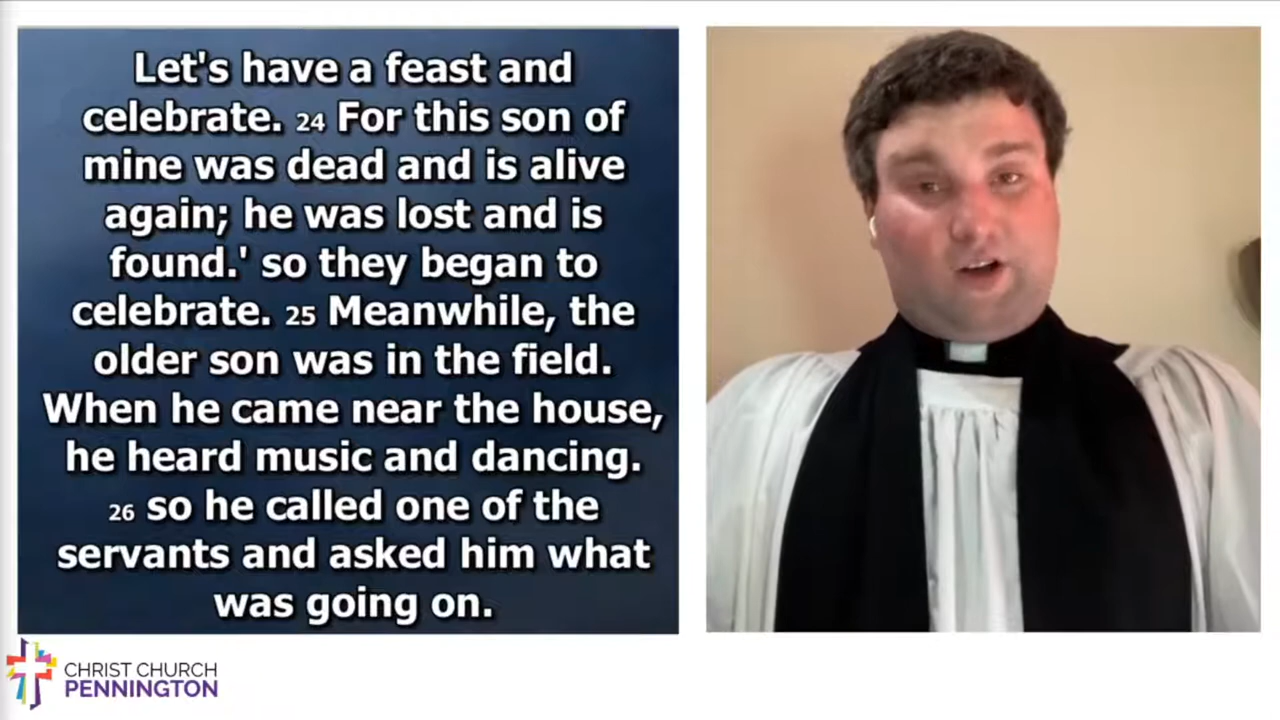 Let's have a feast and
celebrate. 24 For this son of
mine was dead and is alive
again; he was lost and is
found.' so they began to
celebrate. 25 Meanwhile, the
older son was in the field.
When he came near the house,
he heard music and dancing.
26 so he called one of the
servants and asked him what
was going on.
CHRIST CHURCH
PENNINGTON